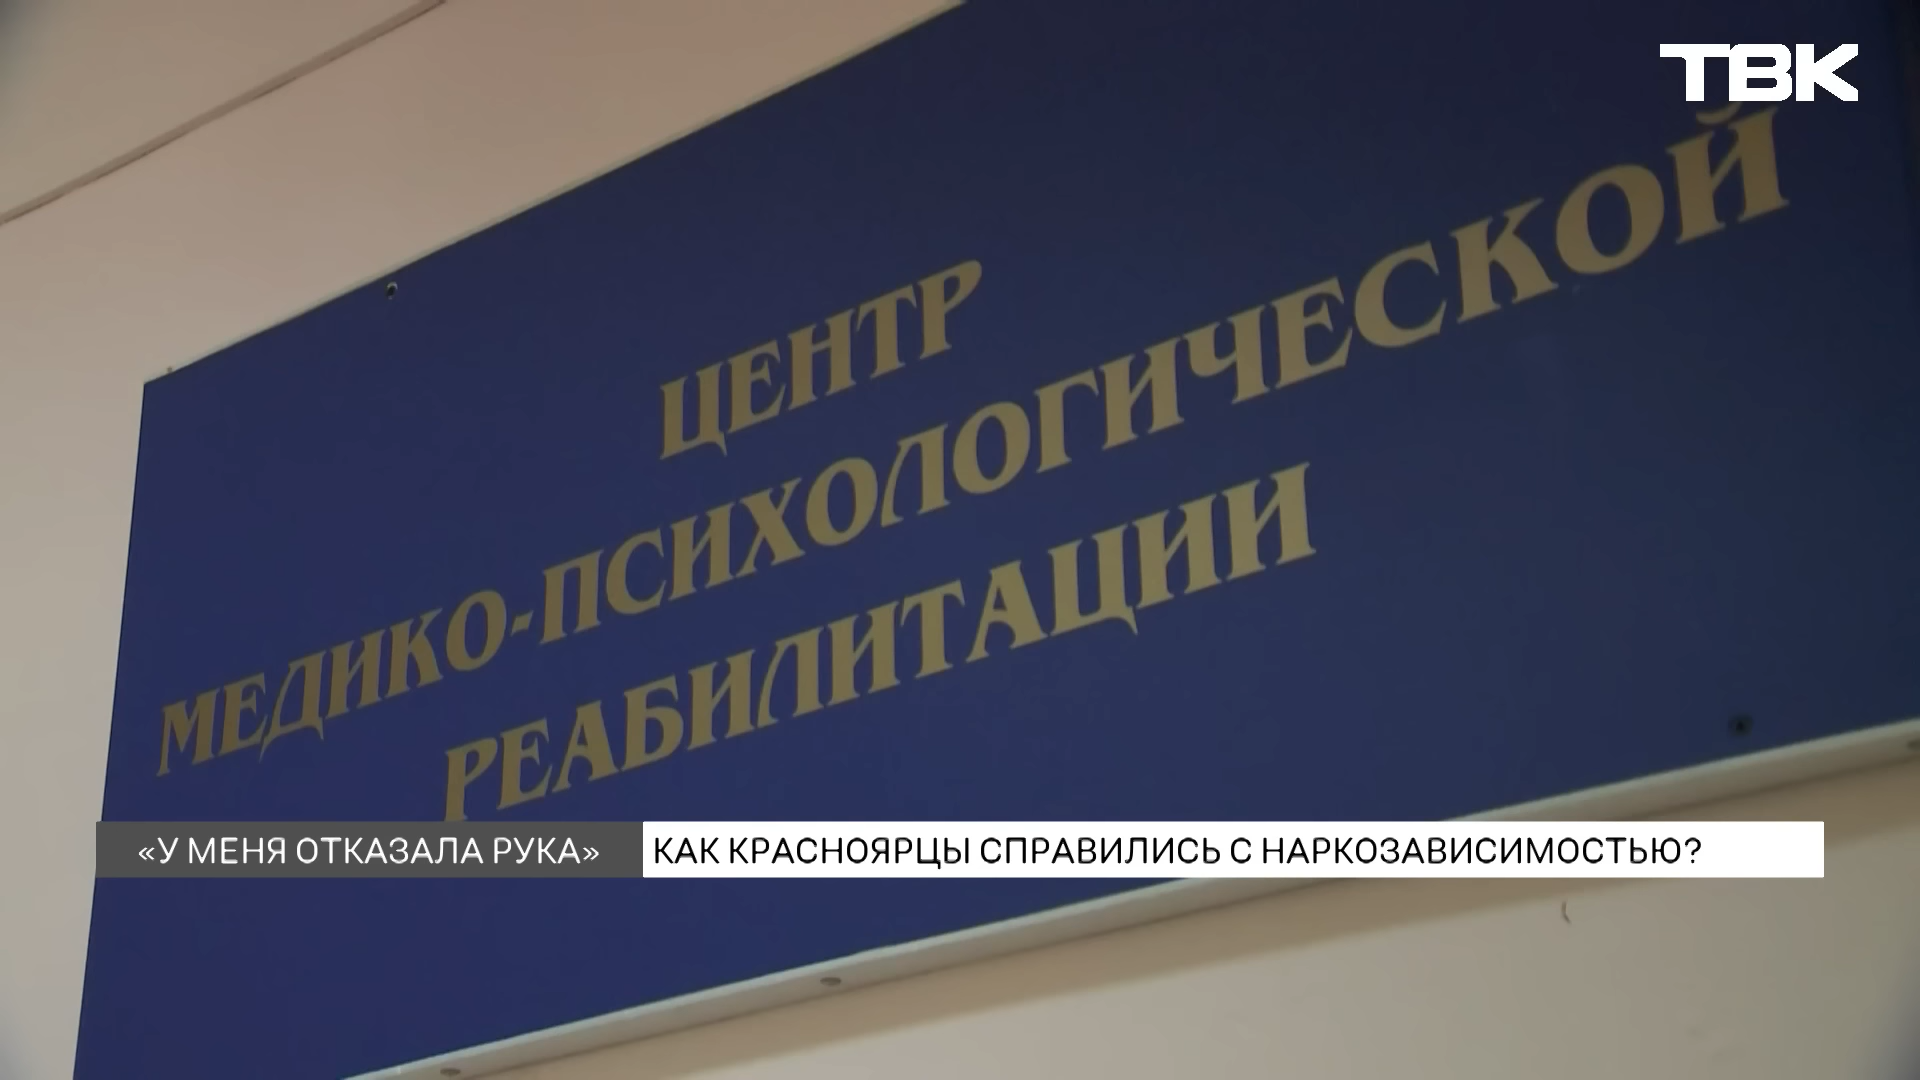 ТВК
ЦЕНТР
МЕДИКО-ПСИХОЛОГИЧЕСКОЙ
РЕАБИЛИТАЦИИ
«У МЕНЯ ОТКАЗАЛА РУКА» КАК КРАСНОЯРЦЫ СПРАВИЛИСЬ С НАРКОЗАВИСИМОСТЬЮ?